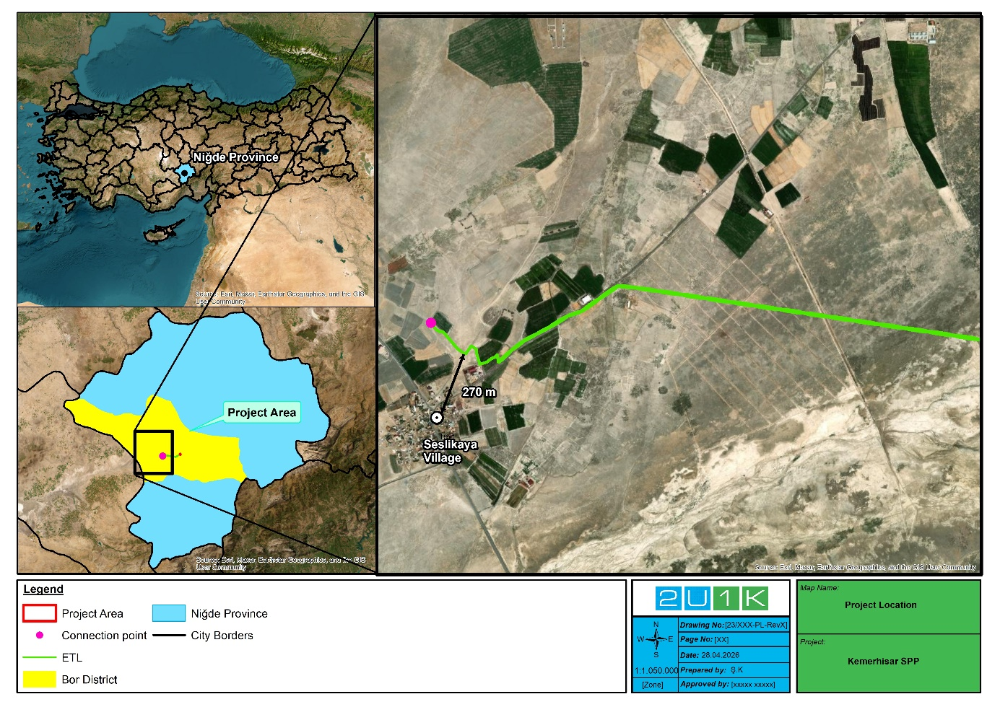 Niğde Province
Source: Esri, Maxar, Earthstar Geographics, and the GIS
User Community
Project Area
Source: Esri, Maxar, Earthstar Geographics, and the GIS
User Community
270 m
Seslikaya
Village
Source: Esri, Maxar, Earthstar Geographics, and the GIS User Community
Legend
Project Area
Niğde Province
Connection point
City Borders
ETL
Bor District
2U1K
N
W E
S
1:1.050.000
[Zone]
Drawing No: [23/XXX-PL-RevX]
Page No: [XX]
Date: 28.04.2026
Prepared by: Ş.K
Approved by: [xxxxx xxxxx]
Map Name:
Project Location
Project:
Kemerhisar SPP